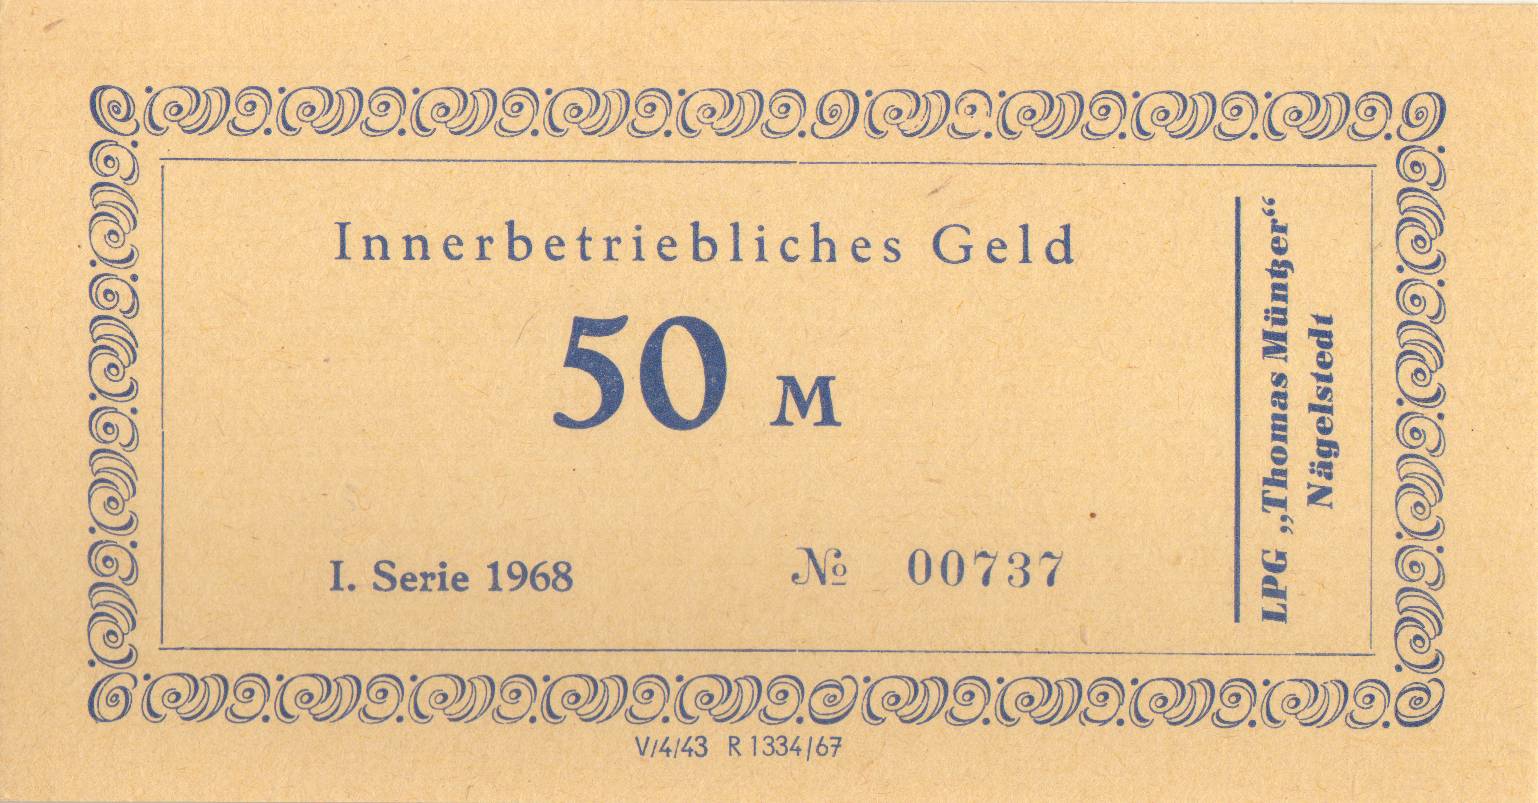 Innerbetriebliches Geld
50 M
I. Serie 1968
№ 00737
LPG „Thomas Müntzer“
Nägelstedt
V/4/43 R 1334/67